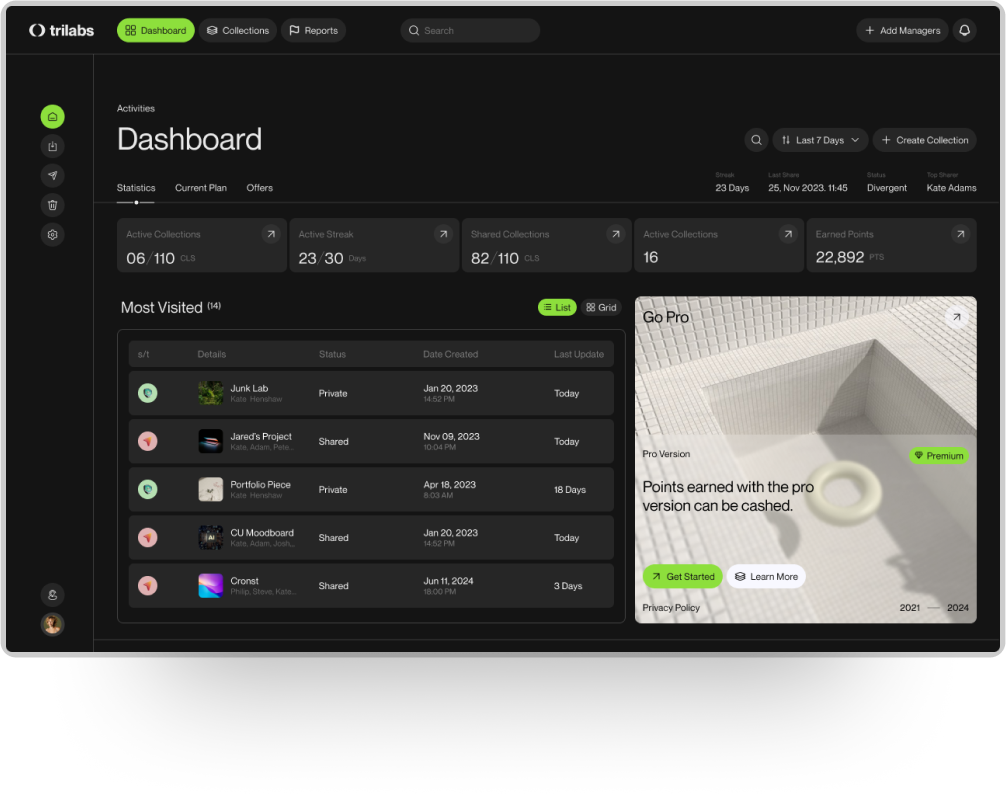 trilabs
Dashboard
Collections
Reports
Search
Add Managers
Activities
Dashboard
Last 7 Days
Create Collection
Statistics
Current Plan
Offers
Streak
23 Days
Last Share
25, Nov 2023. 11:45
Status
Divergent
Top Sharer
Kate Adams
Active Collections
06/110 CLS
Active Streak
23/30 Days
Shared Collections
82/110 CLS
Active Collections
16
Earned Points
22,892 PTS
Most Visited (14)
List
Grid
s/t Details Status Date Created Last Update
Junk Lab
Kate Henshaw
Private
Jan 20, 2023
14:52 PM
Today
Jared's Project
Kate, Adam, Pete...
Shared
Nov 09, 2023
10:04 PM
Today
Portfolio Piece
Kate Henshaw
Private
Apr 18, 2023
8:03 AM
18 Days
CU Moodboard
Kate, Adam, Josh...
Shared
Jan 20, 2023
14:52 PM
Today
AI
Cronst
Philip, Steve, Kate...
Shared
Jun 11, 2024
18:00 PM
3 Days
Go Pro
Pro Version
Premium
Points earned with the pro
version can be cashed.
Get Started
Learn More
Privacy Policy
2021 — 2024